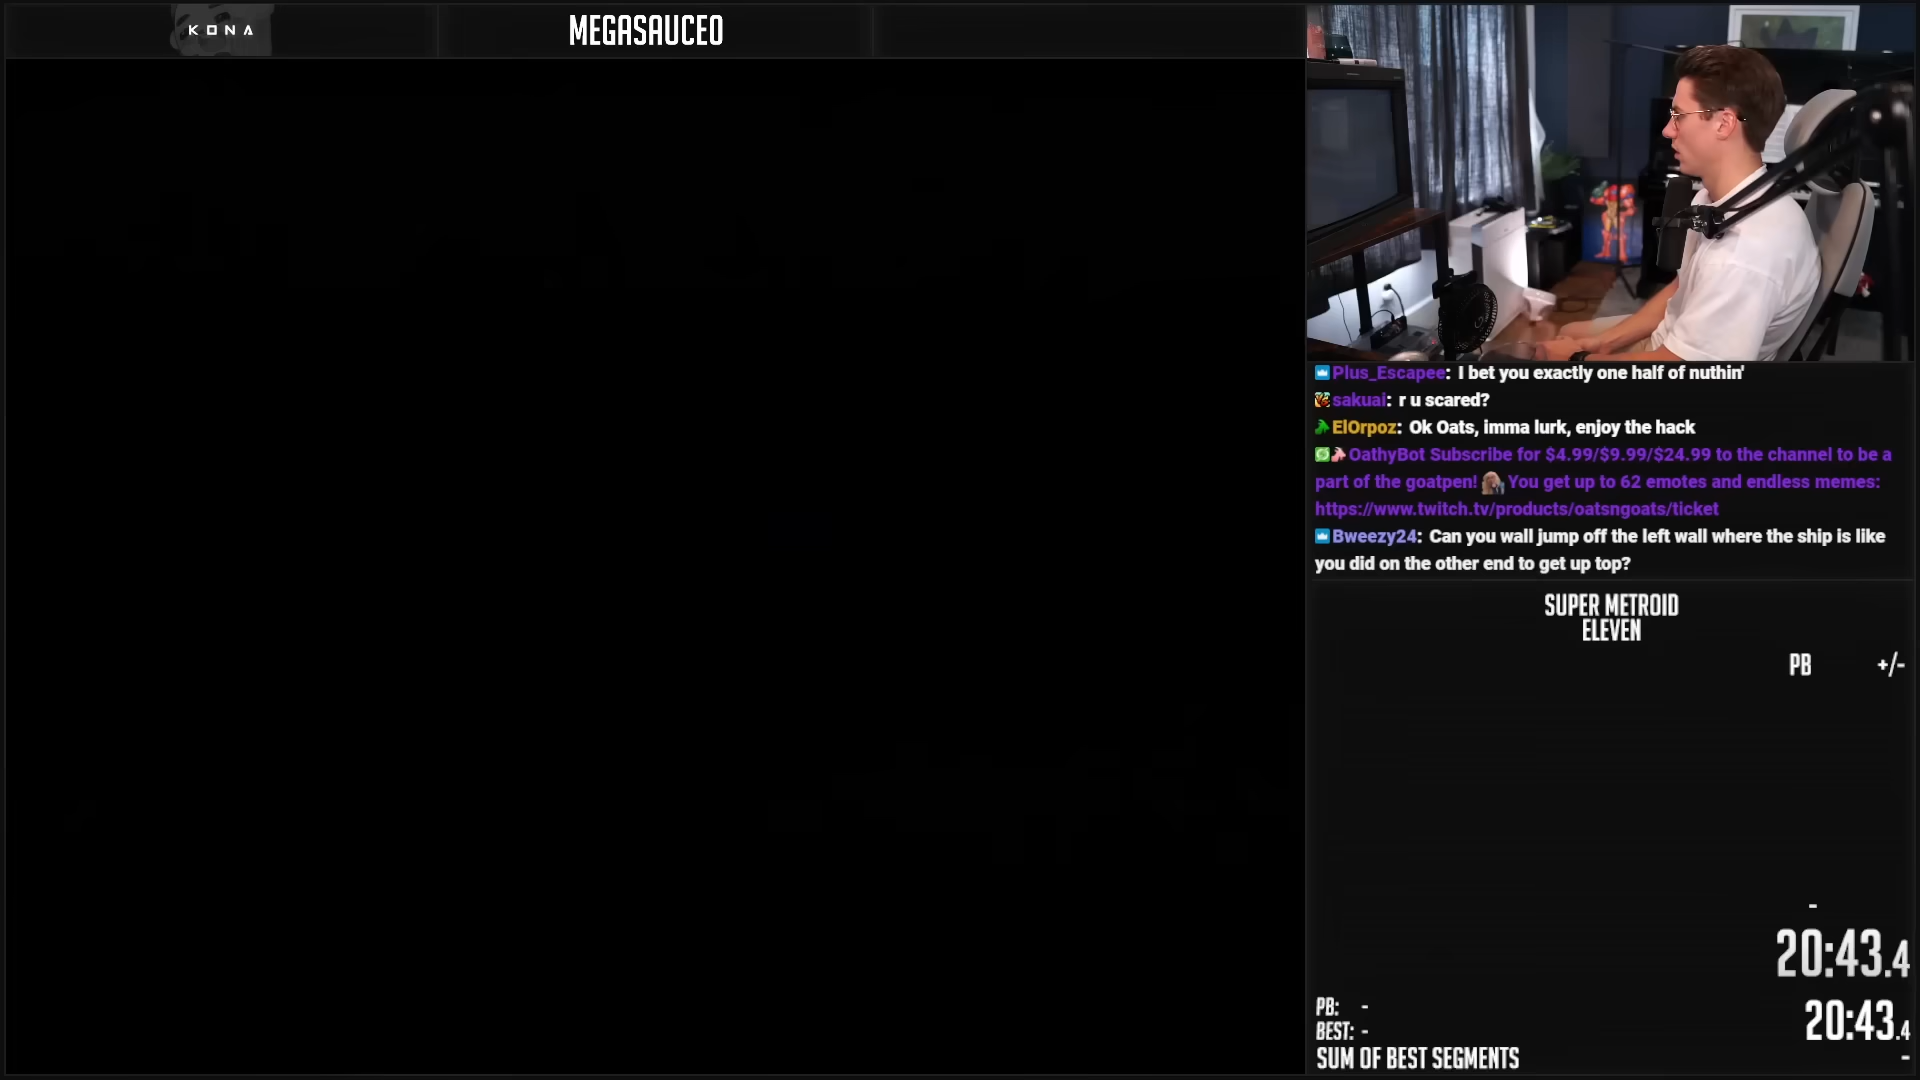 KONA
MEGASAUCEO
Plus_Escapee: I bet you exactly one half of nuthin'
sakuai: r u scared?
ElOrpoz: Ok Oats, imma lurk, enjoy the hack
OathyBot Subscribe for $4.99/$9.99/$24.99 to the channel to be a
part of the goatpen! You get up to 62 emotes and endless memes:
https://www.twitch.tv/products/oatsngoats/ticket
Bweezy24: Can you wall jump off the left wall where the ship is like
you did on the other end to get up top?
SUPER METROID
ELEVEN
PB +/-
-
20:43.4
PB: - 20:43.4
BEST: -
SUM OF BEST SEGMENTS -